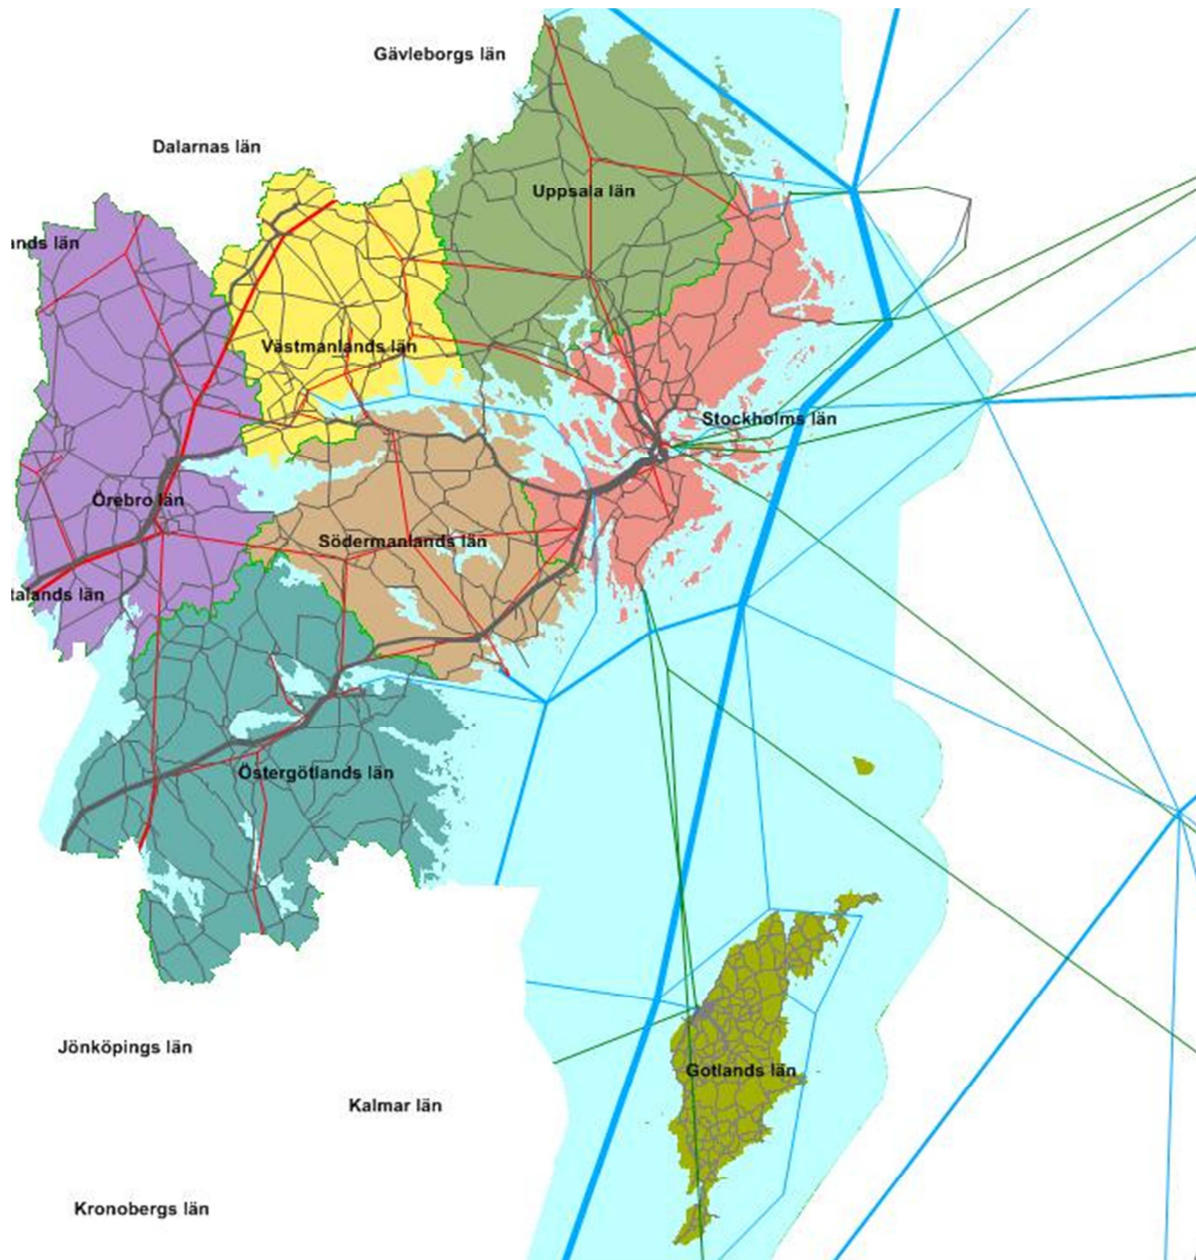 Gävleborgs län
Dalarnas län
Uppsala län
ands län
Västmanlands län
Stockholms län
Örebro län
Södermanlands län
talands län
Östergötlands län
Jönköpings län
Gotlands län
Kalmar län
Kronobergs län